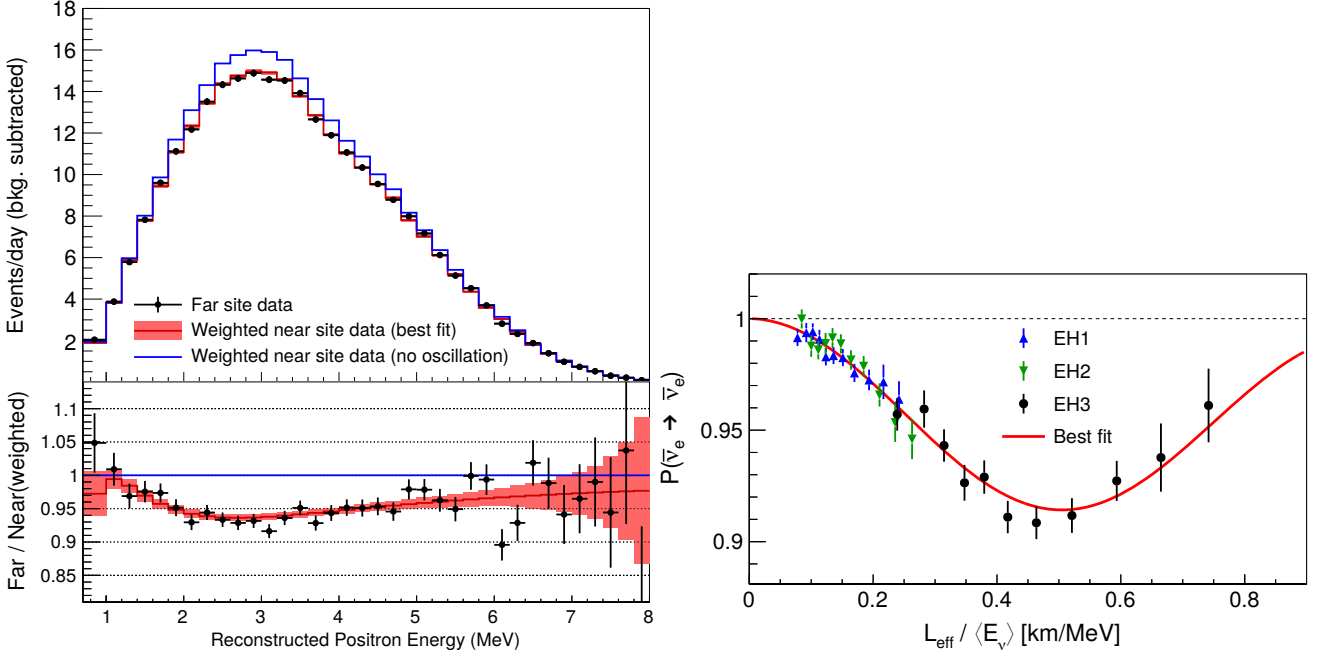 18
16
14
12
10
8
6
4
2
Events/day (bkg. subtracted)
Far site data
Weighted near site data (best fit)
Weighted near site data (no oscillation)
1.1
1.05
1
0.95
0.9
0.85
Far / Near(weighted)
1 2 3 4 5 6 7 8
Reconstructed Positron Energy (MeV)
P(ν̅e → ν̅e)
1
0.95
0.9
EH1
EH2
EH3
Best fit
0 0.2 0.4 0.6 0.8
Leff / ⟨Eν⟩ [km/MeV]